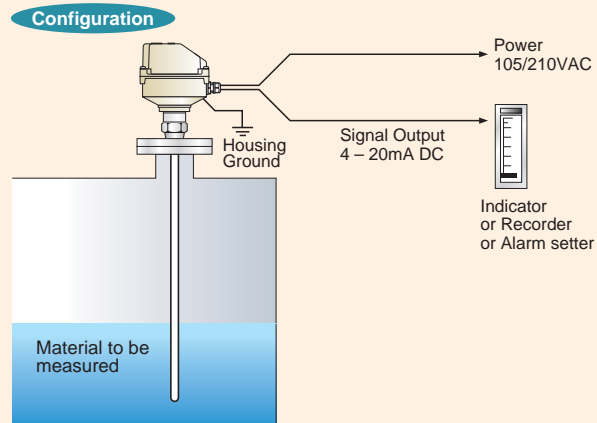 Configuration
Power
105/210VAC
Housing
Ground
Signal Output
4 – 20mA DC
Indicator
or Recorder
or Alarm setter
Material to be
measured